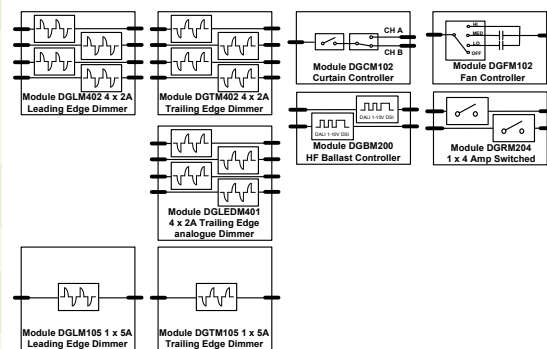 Module DGLM402 4 x 2A
Leading Edge Dimmer
Module DGTM402 4 x 2A
Trailing Edge Dimmer
CH A
CH B
Module DGCM102
Curtain Controller
HI
MED
LO
OFF
Module DGFM102
Fan Controller
DALI 1-10V DSI
DALI 1-10V DSI
Module DGBM200
HF Ballast Controller
Module DGRM204
1 x 4 Amp Switched
Module DGLEDM401
4 x 2A Trailing Edge
analogue Dimmer
Module DGLM105 1 x 5A
Leading Edge Dimmer
Module DGTM105 1 x 5A
Trailing Edge Dimmer